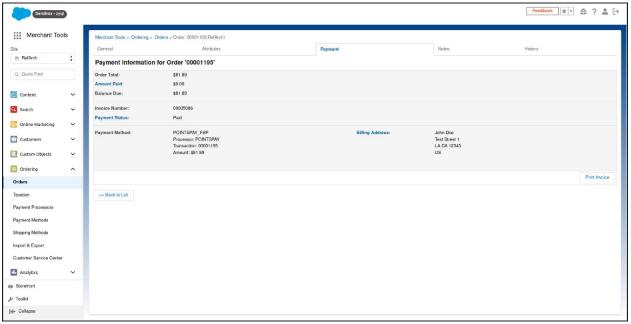 Sandbox - zyqi
Feedback
Merchant Tools
Site
RefArch
Quick Find
Content
Search
Online Marketing
Customers
Custom Objects
Ordering
Orders
Taxation
Payment Processors
Payment Methods
Shipping Methods
Import & Export
Customer Service Center
Analytics
Storefront
Toolkit
Collapse
Merchant Tools > Ordering > Orders > Order: 00001195(RefArch)
General Attributes Payment Notes History
Payment Information for Order '00001195'
Order Total: $81.89
Amount Paid: $0.00
Balance Due: $81.89
Invoice Number: 00005086
Payment Status: Paid
Payment Method: POINTSPAY_FBP
Processor: POINTSPAY
Transaction: 00001195
Amount: $81.89
Billing Address: John Doe
Test Street 1
LA CA 12345
US
Print Invoice
<< Back to List